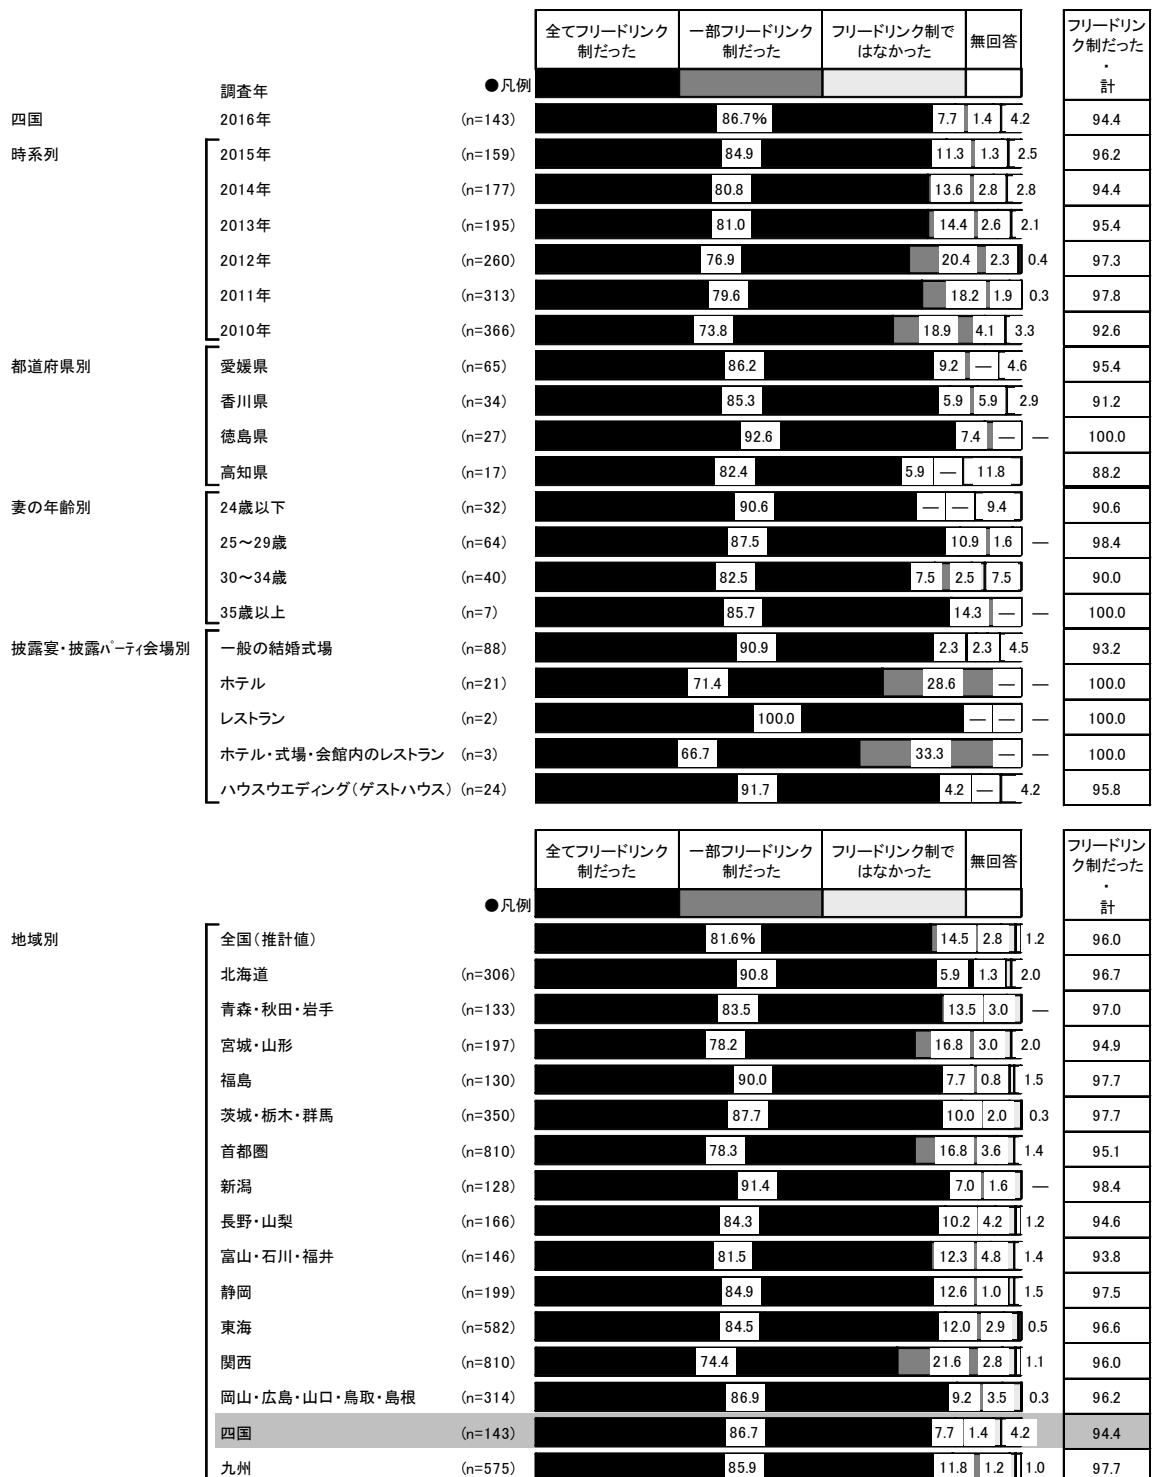 全てフリードリンク制だった 一部フリードリンク制だった フリードリンク制ではなかった 無回答 フリードリンク制だった・計
調査年 ●凡例
四国 2016年 (n=143) 86.7% 7.7 1.4 4.2 94.4
時系列 2015年 (n=159) 84.9 11.3 1.3 2.5 96.2
2014年 (n=177) 80.8 13.6 2.8 2.8 94.4
2013年 (n=195) 81.0 14.4 2.6 2.1 95.4
2012年 (n=260) 76.9 20.4 2.3 0.4 97.3
2011年 (n=313) 79.6 18.2 1.9 0.3 97.8
2010年 (n=366) 73.8 18.9 4.1 3.3 92.6
都道府県別 愛媛県 (n=65) 86.2 9.2 — 4.6 95.4
香川県 (n=34) 85.3 5.9 5.9 2.9 91.2
徳島県 (n=27) 92.6 7.4 — — 100.0
高知県 (n=17) 82.4 5.9 — 11.8 88.2
妻の年齢別 24歳以下 (n=32) 90.6 — — 9.4 90.6
25～29歳 (n=64) 87.5 10.9 1.6 — 98.4
30～34歳 (n=40) 82.5 7.5 2.5 7.5 90.0
35歳以上 (n=7) 85.7 14.3 — — 100.0
披露宴・披露パーティ会場別 一般の結婚式場 (n=88) 90.9 2.3 2.3 4.5 93.2
ホテル (n=21) 71.4 28.6 — — 100.0
レストラン (n=2) 100.0 — — — 100.0
ホテル・式場・会館内のレストラン (n=3) 66.7 33.3 — — 100.0
ハウスウエディング(ゲストハウス) (n=24) 91.7 4.2 — 4.2 95.8
全てフリードリンク制だった 一部フリードリンク制だった フリードリンク制ではなかった 無回答 フリードリンク制だった・計
●凡例
地域別 全国(推計値) 81.6% 14.5 2.8 1.2 96.0
北海道 (n=306) 90.8 5.9 1.3 2.0 96.7
青森・秋田・岩手 (n=133) 83.5 13.5 3.0 — 97.0
宮城・山形 (n=197) 78.2 16.8 3.0 2.0 94.9
福島 (n=130) 90.0 7.7 0.8 1.5 97.7
茨城・栃木・群馬 (n=350) 87.7 10.0 2.0 0.3 97.7
首都圏 (n=810) 78.3 16.8 3.6 1.4 95.1
新潟 (n=128) 91.4 7.0 1.6 — 98.4
長野・山梨 (n=166) 84.3 10.2 4.2 1.2 94.6
富山・石川・福井 (n=146) 81.5 12.3 4.8 1.4 93.8
静岡 (n=199) 84.9 12.6 1.0 1.5 97.5
東海 (n=582) 84.5 12.0 2.9 0.5 96.6
関西 (n=810) 74.4 21.6 2.8 1.1 96.0
岡山・広島・山口・鳥取・島根 (n=314) 86.9 9.2 3.5 0.3 96.2
四国 (n=143) 86.7 7.7 1.4 4.2 94.4
九州 (n=575) 85.9 11.8 1.2 1.0 97.7